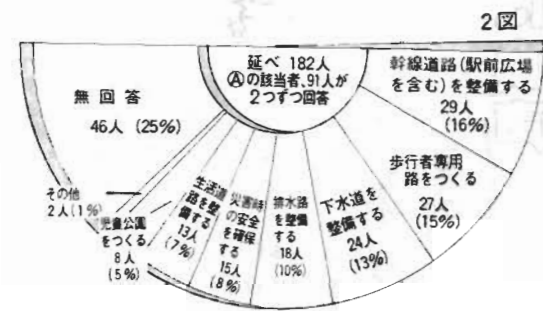 2図
延べ 182人
Ⓐの該当者、91人が
2つずつ回答
幹線道路(駅前広場
を含む)を整備する
29人
(16%)
歩行者専用
路をつくる
27人
(15%)
下水道を
整備する
24人
(13%)
排水路
を整備
する
18人
(10%)
災害時
の安全
を確保
する
15人
(8%)
生活道
路を整
備する
13人
(7%)
児童公園
をつくる
8人
(5%)
その他
2人(1%)
無回答
46人 (25%)